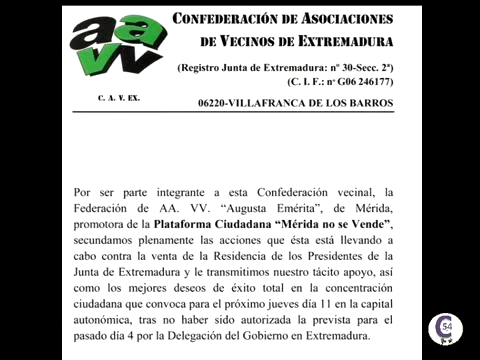 aa
vv
C. A. V. EX.
CONFEDERACIÓN DE ASOCIACIONES
DE VECINOS DE EXTREMADURA
(Registro Junta de Extremadura: nº 30-Secc. 2ª)
(C. I. F.: nº G06 246177)
06220-VILLAFRANCA DE LOS BARROS
Por ser parte integrante a esta Confederación vecinal, la
Federación de AA. VV. “Augusta Emérita”, de Mérida,
promotora de la Plataforma Ciudadana “Mérida no se Vende”,
secundamos plenamente las acciones que ésta está llevando a
cabo contra la venta de la Residencia de los Presidentes de la
Junta de Extremadura y le transmitimos nuestro tácito apoyo, así
como los mejores deseos de éxito total en la concentración
ciudadana que convoca para el próximo jueves día 11 en la capital
autonómica, tras no haber sido autorizada la prevista para el
pasado día 4 por la Delegación del Gobierno en Extremadura.
C 54